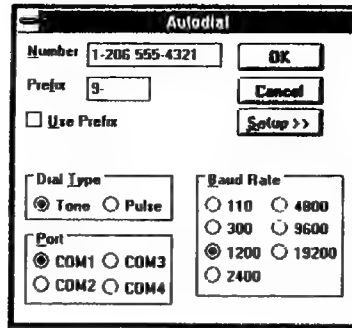 Autodial
Number 1-206 555-4321
OK
Prefix 9-
Cancel
Use Prefix
Setup >>
Dial Type
Tone Pulse
Baud Rate
110 4800
300 9600
1200 19200
2400
Port
COM1 COM3
COM2 COM4